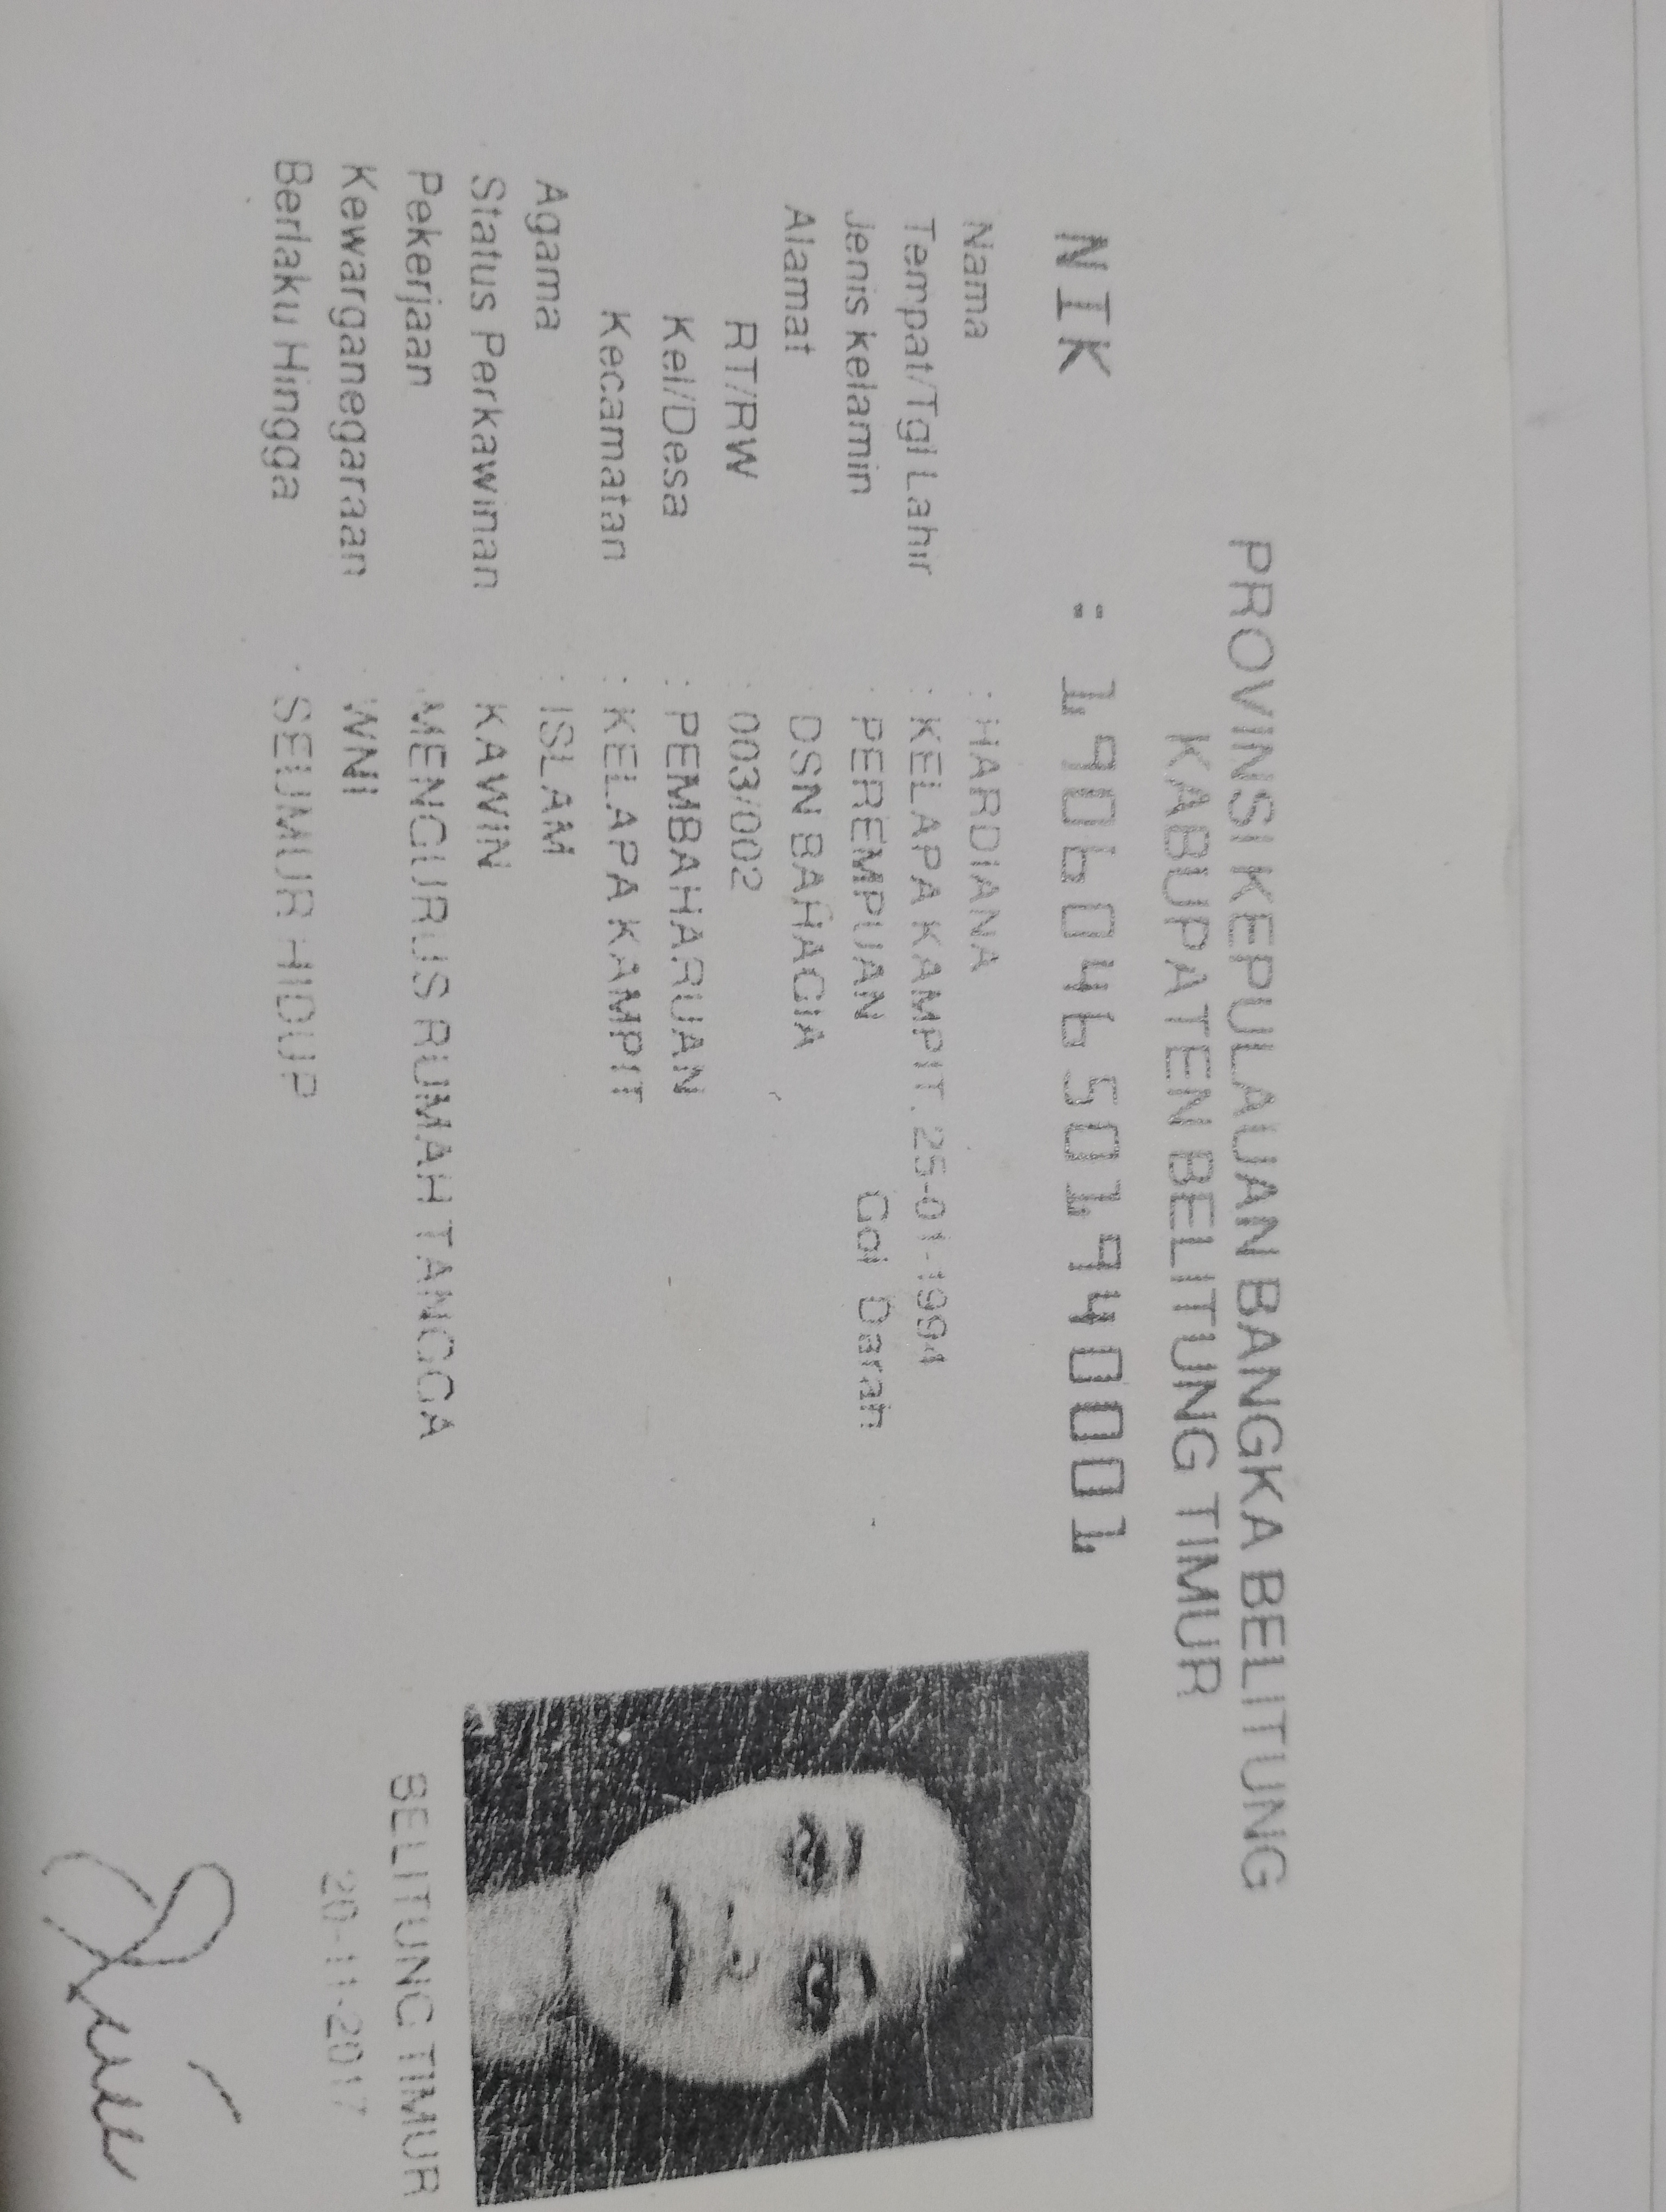 PROVINSI KEPULAUAN BANGKA BELITUNG
KABUPATEN BELITUNG TIMUR
NIK : 1906046501940001
Nama : HARDIANA
Tempat/Tgl Lahir : KELAPA KAMPIT, 25-01-1994
Jenis kelamin : PEREMPUAN Gol Darah -
Alamat DSN BAHAGIA
RT/RW : 003/002
Kel/Desa : PEMBAHARUAN
Kecamatan : KELAPA KAMPIT
Agama : ISLAM
Status Perkawinan KAWIN
Pekerjaan MENGURUS RUMAH TANGGA
Kewarganegaraan : WNI
Berlaku Hingga : SEUMUR HIDUP
BELITUNG TIMUR
20-11-2017